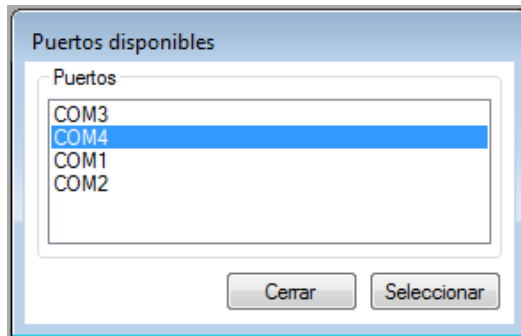 Puertos disponibles
Puertos
COM3
COM4
COM1
COM2
Cerrar Seleccionar